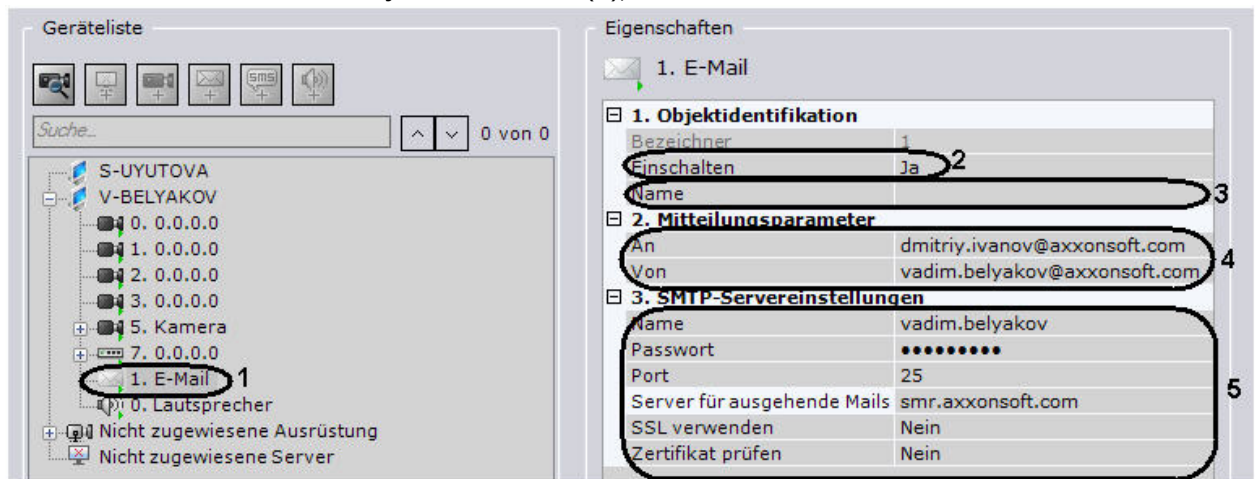 Geräteliste
sms
Suche...
0 von 0
S-UYUTOVA
V-BELYAKOV
0. 0.0.0.0
1. 0.0.0.0
2. 0.0.0.0
3. 0.0.0.0
5. Kamera
7. 0.0.0.0
1. E-Mail 1
0. Lautsprecher
Nicht zugewiesene Ausrüstung
Nicht zugewiesene Server
Eigenschaften
1. E-Mail
1. Objektidentifikation
Bezeichner 1
Einschalten Ja 2
Name 3
2. Mitteilungsparameter
An dmitriy.ivanov@axxonsoft.com
4
Von vadim.belyakov@axxonsoft.com
3. SMTP-Servereinstellungen
Name vadim.belyakov
Passwort ●●●●●●●●●
Port 25
5
Server für ausgehende Mails smr.axxonsoft.com
SSL verwenden Nein
Zertifikat prüfen Nein